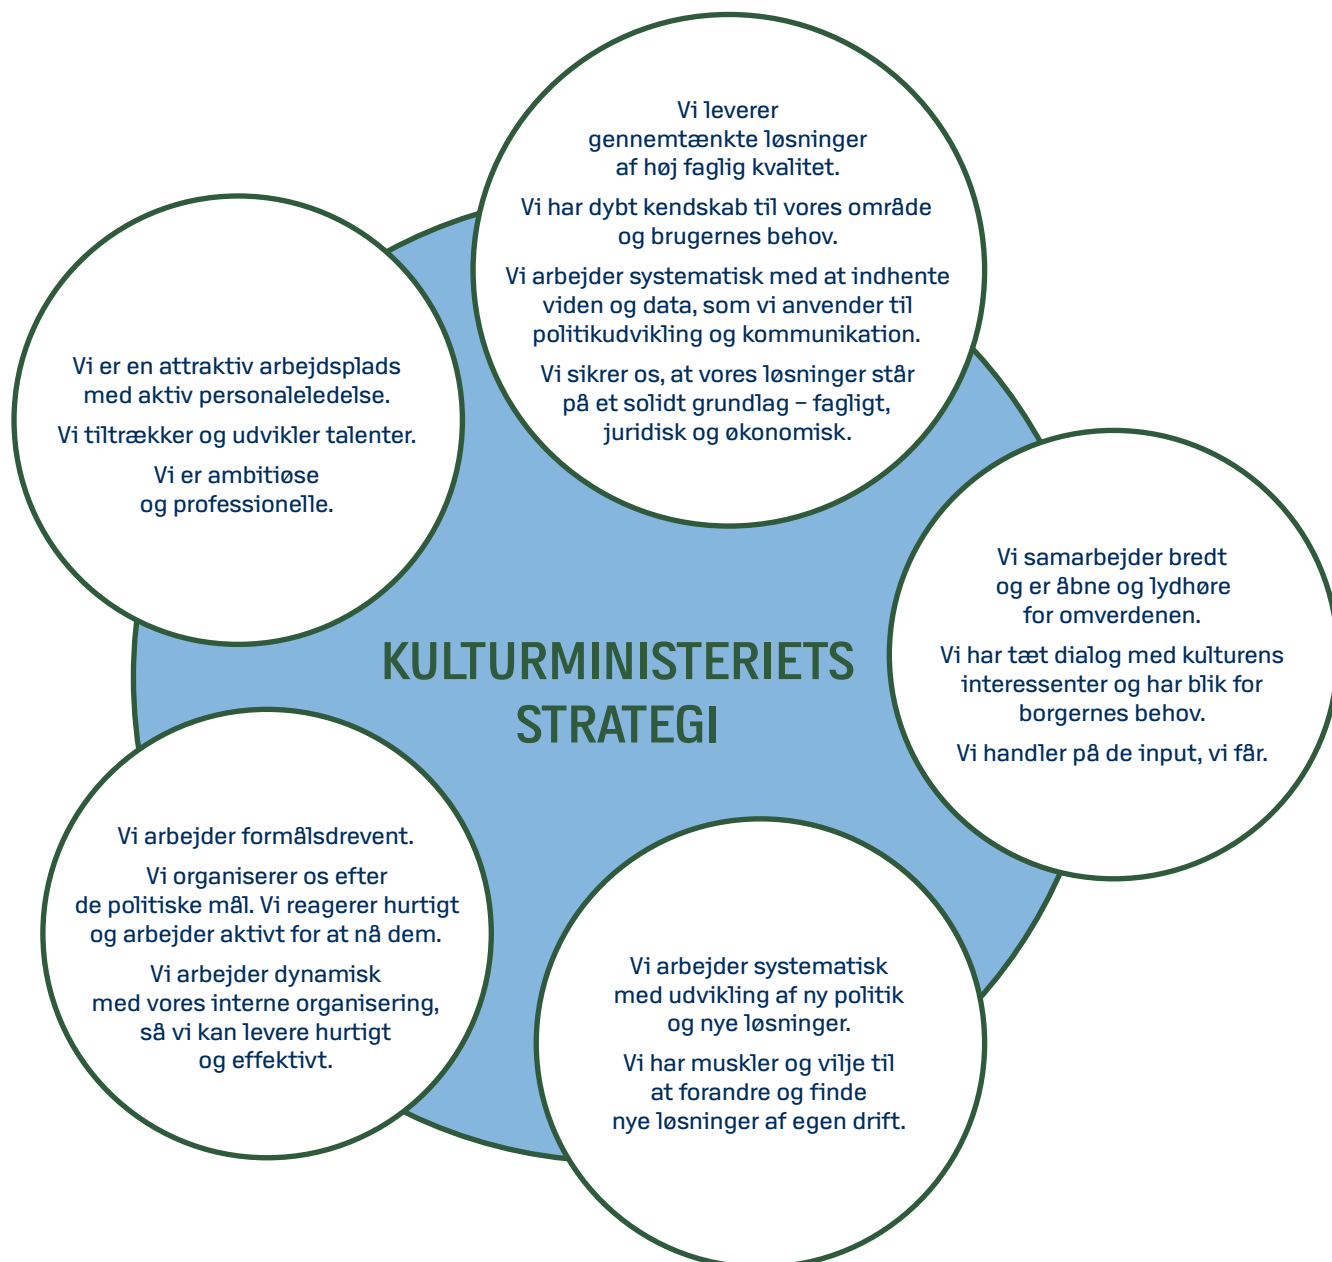 Vi leverer
gennemtænkte løsninger
af høj faglig kvalitet.
Vi har dybt kendskab til vores område
og brugernes behov.
Vi arbejder systematisk med at indhente
viden og data, som vi anvender til
politikudvikling og kommunikation.
Vi sikrer os, at vores løsninger står
på et solidt grundlag – fagligt,
juridisk og økonomisk.
Vi er en attraktiv arbejdsplads
med aktiv personaleledelse.
Vi tiltrækker og udvikler talenter.
Vi er ambitiøse
og professionelle.
Vi samarbejder bredt
og er åbne og lydhøre
for omverdenen.
Vi har tæt dialog med kulturens
interessenter og har blik for
borgernes behov.
Vi handler på de input, vi får.
KULTURMINISTERIETS
STRATEGI
Vi arbejder formålsdrevent.
Vi organiserer os efter
de politiske mål. Vi reagerer hurtigt
og arbejder aktivt for at nå dem.
Vi arbejder dynamisk
med vores interne organisering,
så vi kan levere hurtigt
og effektivt.
Vi arbejder systematisk
med udvikling af ny politik
og nye løsninger.
Vi har muskler og vilje til
at forandre og finde
nye løsninger af egen drift.